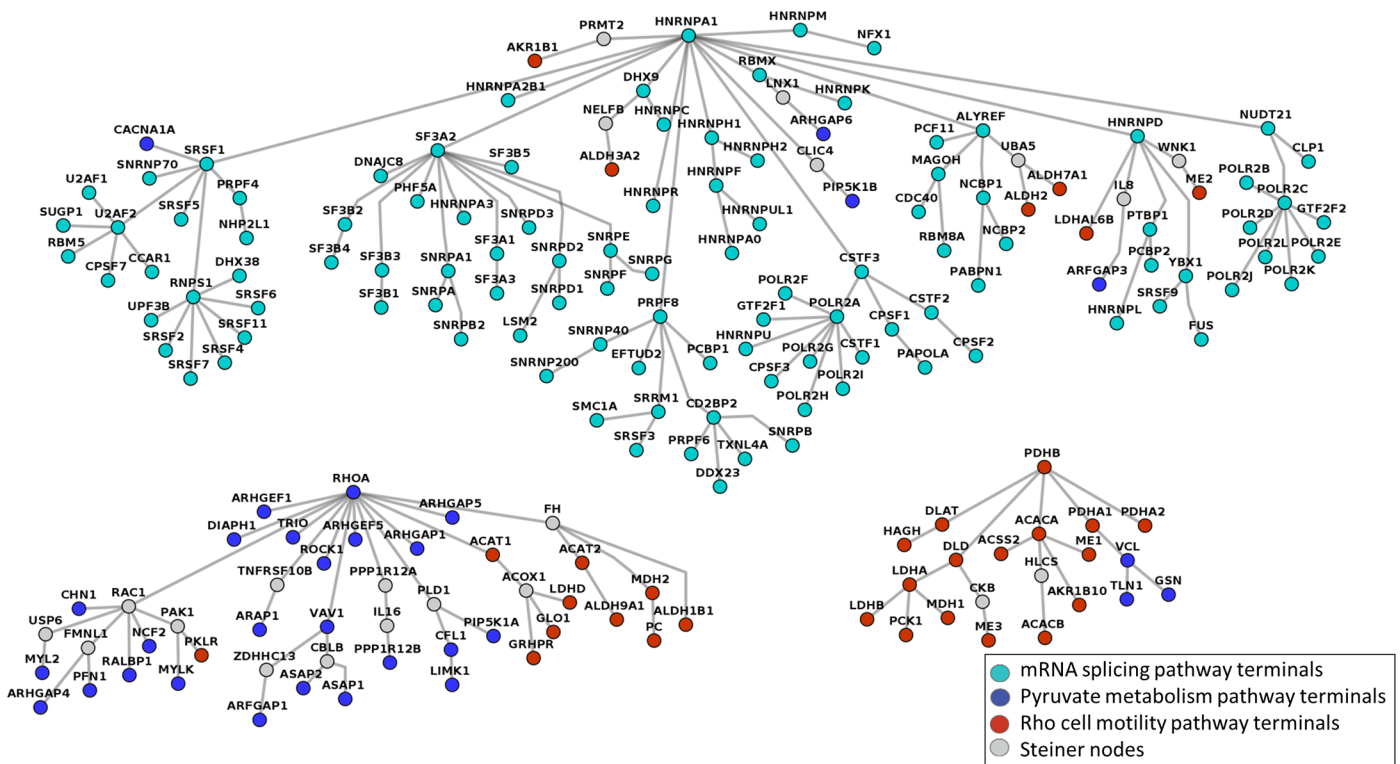 HNRNPA1
HNRNPM
PRMT2
NFX1
AKR1B1
RBMX
DHX9
LNX1
HNRNPA2B1
HNRNPK
NELFB
HNRNPC
ARHGAP6
ALYREF
NUDT21
HNRNPH1
PCF11
HNRNPD
CACNA1A
SRSF1
SF3A2
HNRNPH2
CLIC4
UBA5
WNK1
CLP1
SNRNP70
DNAJC8
SF3B5
ALDH3A2
MAGOH
ALDH7A1
POLR2B
U2AF1
PRPF4
PHF5A
HNRNPF
PIP5K1B
NCBP1
ALDH2
IL8
ME2
POLR2C
SUGP1
U2AF2
SRSF5
SF3B2
HNRNPA3
SNRPD3
HNRNPR
HNRNPUL1
CDC40
LDHAL6B
PTBP1
POLR2D
GTF2F2
RBM5
NHP2L1
SF3B4
SF3B3
SF3A1
SNRPD2
SNRPE
HNRNPA0
NCBP2
RBM8A
PCBP2
POLR2L
POLR2E
CCAR1
DHX38
SNRPA1
SNRPG
CSTF3
CPSF7
RNPS1
SF3A3
SNRPF
POLR2F
PABPN1
ARFGAP3
YBX1
POLR2J
POLR2K
UPF3B
SRSF6
SF3B1
SNRPA
SNRPD1
PRPF8
GTF2F1
POLR2A
CSTF2
SRSF9
SRSF2
SRSF11
SNRPB2
LSM2
SNRNP40
HNRNPU
CPSF1
HNRNPL
FUS
SRSF7
SRSF4
SNRNP200
EFTUD2
PCBP1
POLR2G
CSTF1
PAPOLA
CPSF2
CPSF3
POLR2I
POLR2H
SMC1A
SRRM1
CD2BP2
SRSF3
PRPF6
TXNL4A
SNRPB
DDX23
PDHB
RHOA
ARHGEF1
ARHGAP5
FH
DLAT
PDHA1
PDHA2
DIAPH1
TRIO
ARHGEF5
ACACA
ROCK1
ARHGAP1
ACAT1
ACAT2
HAGH
DLD
ACSS2
ME1
VCL
TNFRSF10B
PPP1R12A
ACOX1
MDH2
LDHA
HLCS
CHN1
RAC1
PLD1
LDHD
CKB
AKR1B10
TLN1
GSN
USP6
PAK1
ARAP1
VAV1
IL16
PIP5K1A
GLO1
ALDH9A1
ALDH1B1
LDHB
PCK1
MDH1
FMNL1
NCF2
PKLR
CFL1
PC
ME3
ACACB
MYL2
RALBP1
ZDHHC13
CBLB
PPP1R12B
GRHPR
PFN1
MYLK
ASAP2
ASAP1
LIMK1
ARHGAP4
ARFGAP1
mRNA splicing pathway terminals
Pyruvate metabolism pathway terminals
Rho cell motility pathway terminals
Steiner nodes